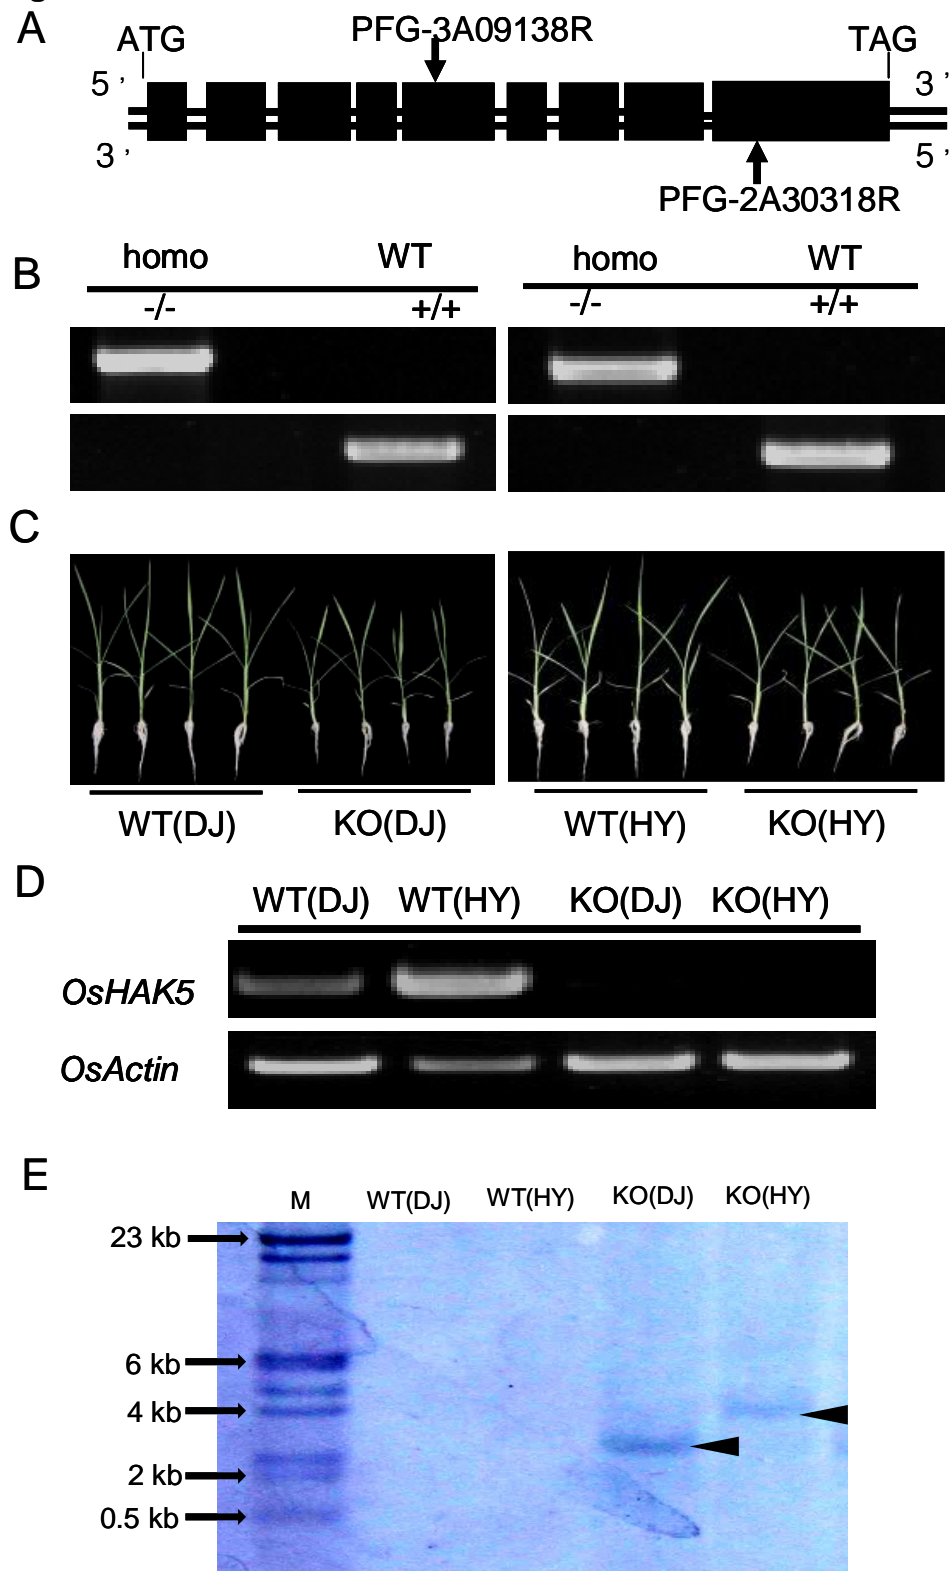 A
PFG-3A09138R
ATG
TAG
5 ’
3 ’
3 ’
5 ’
PFG-2A30318R
B
homo
WT
homo
WT
-/-
+/+
-/-
+/+
C
WT(DJ)
KO(DJ)
WT(HY)
KO(HY)
D
WT(DJ)
WT(HY)
KO(DJ)
KO(HY)
OsHAK5
OsActin
E
M
WT(DJ)
WT(HY)
KO(DJ)
KO(HY)
23 kb
6 kb
4 kb
2 kb
0.5 kb